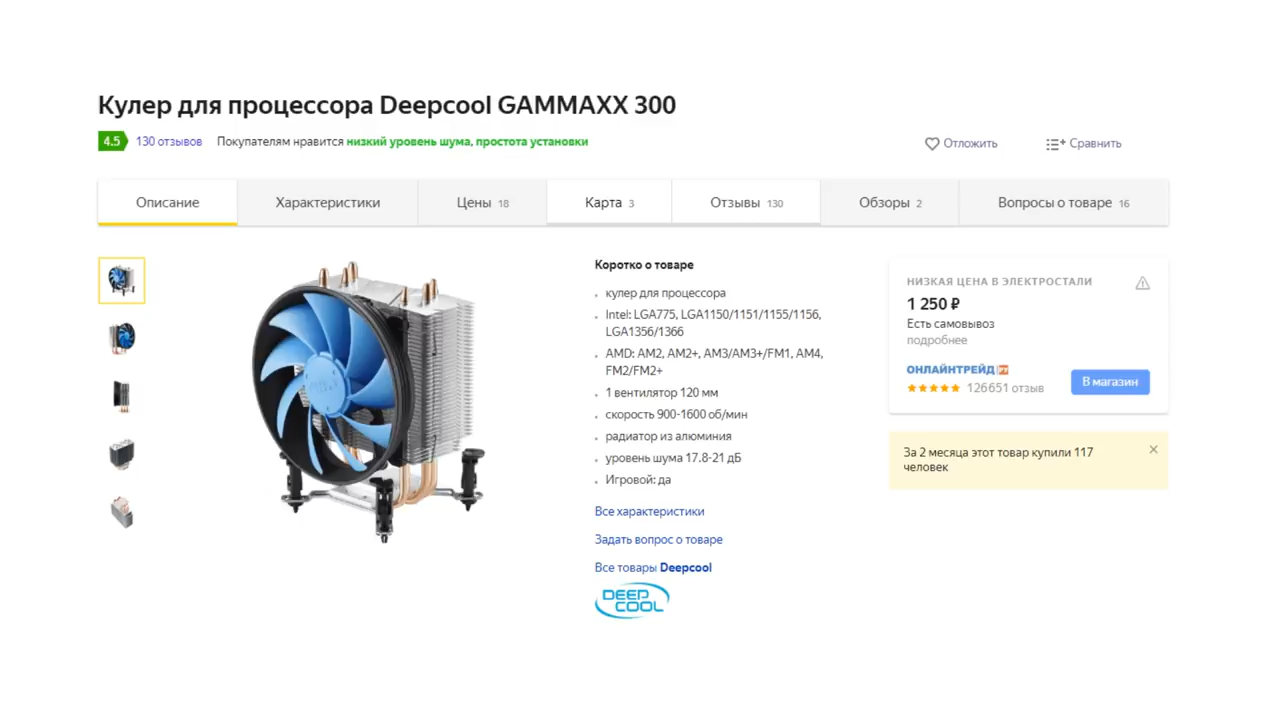 Кулер для процессора Deepcool GAMMAXX 300
4.5 130 отзывов Покупателям нравится низкий уровень шума, простота установки
Отложить Сравнить
Описание Характеристики Цены 18 Карта 3 Отзывы 130 Обзоры 2 Вопросы о товаре 16
Коротко о товаре
кулер для процессора
Intel: LGA775, LGA1150/1151/1155/1156,
LGA1356/1366
AMD: AM2, AM2+, AM3/AM3+/FM1, AM4,
FM2/FM2+
1 вентилятор 120 мм
скорость 900-1600 об/мин
радиатор из алюминия
уровень шума 17.8-21 дБ
Игровой: да
Все характеристики
Задать вопрос о товаре
Все товары Deepcool
DEEP
COOL
НИЗКАЯ ЦЕНА В ЭЛЕКТРОСТАЛИ
1 250 ₽
Есть самовывоз
подробнее
ОНЛАЙНТРЕЙД РУ
126651 отзыв
В магазин
За 2 месяца этот товар купили 117
человек